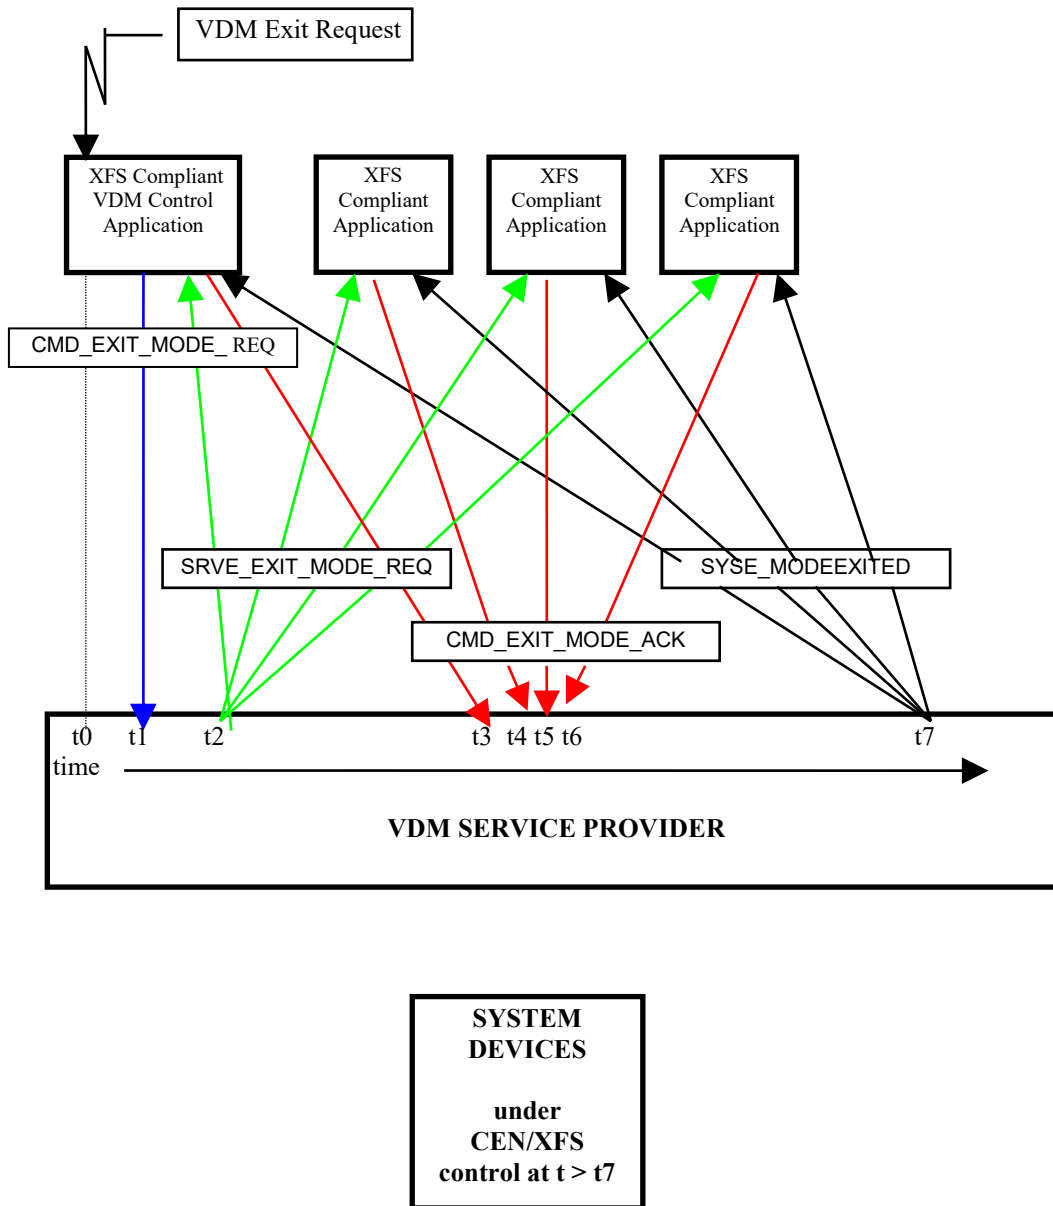 VDM Exit Request
XFS Compliant
VDM Control
Application
XFS
Compliant
Application
XFS
Compliant
Application
XFS
Compliant
Application
CMD_EXIT_MODE_ REQ
SRVE_EXIT_MODE_REQ
SYSE_MODEEXITED
CMD_EXIT_MODE_ACK
t0 t1 t2 t3 t4 t5 t6 t7
time
VDM SERVICE PROVIDER
SYSTEM
DEVICES
under
CEN/XFS
control at t > t7